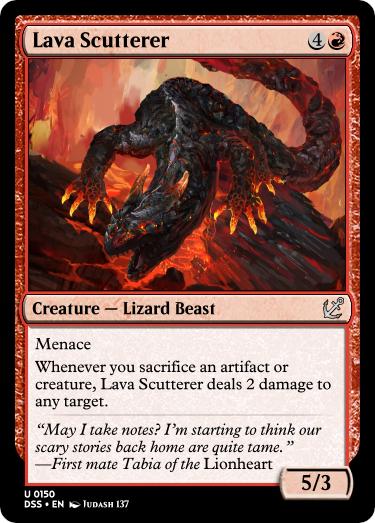 Lava Scutterer 4
Creature — Lizard Beast
Menace
Whenever you sacrifice an artifact or
creature, Lava Scutterer deals 2 damage to
any target.
“May I take notes? I’m starting to think our
scary stories back home are quite tame.”
—First mate Tabia of the Lionheart
5/3
U 0150
DSS • EN Judash 137